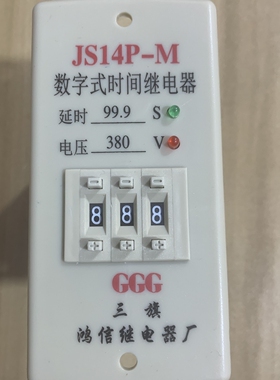 JS14P-M
数字式时间继电器
延时 99.9 S
电压 380 V
8 8 8
GGG
三旗
鸿信继电器厂